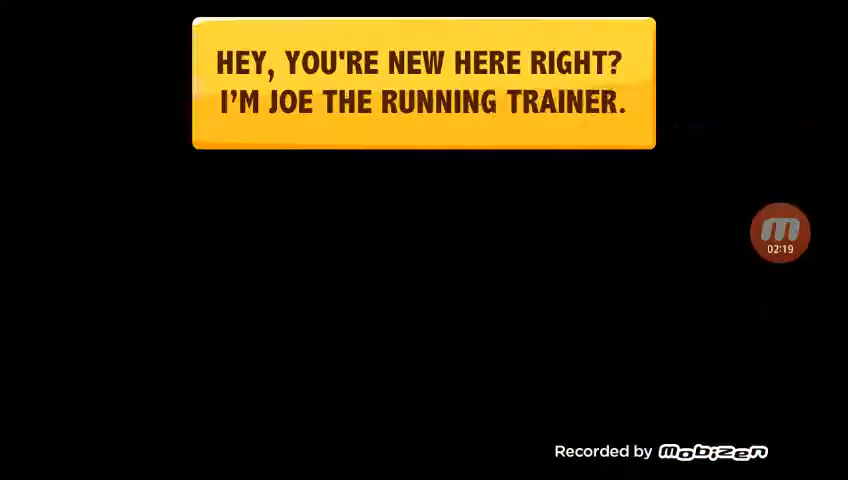 HEY, YOU'RE NEW HERE RIGHT?
I'M JOE THE RUNNING TRAINER.
02:19
Recorded by mobizen